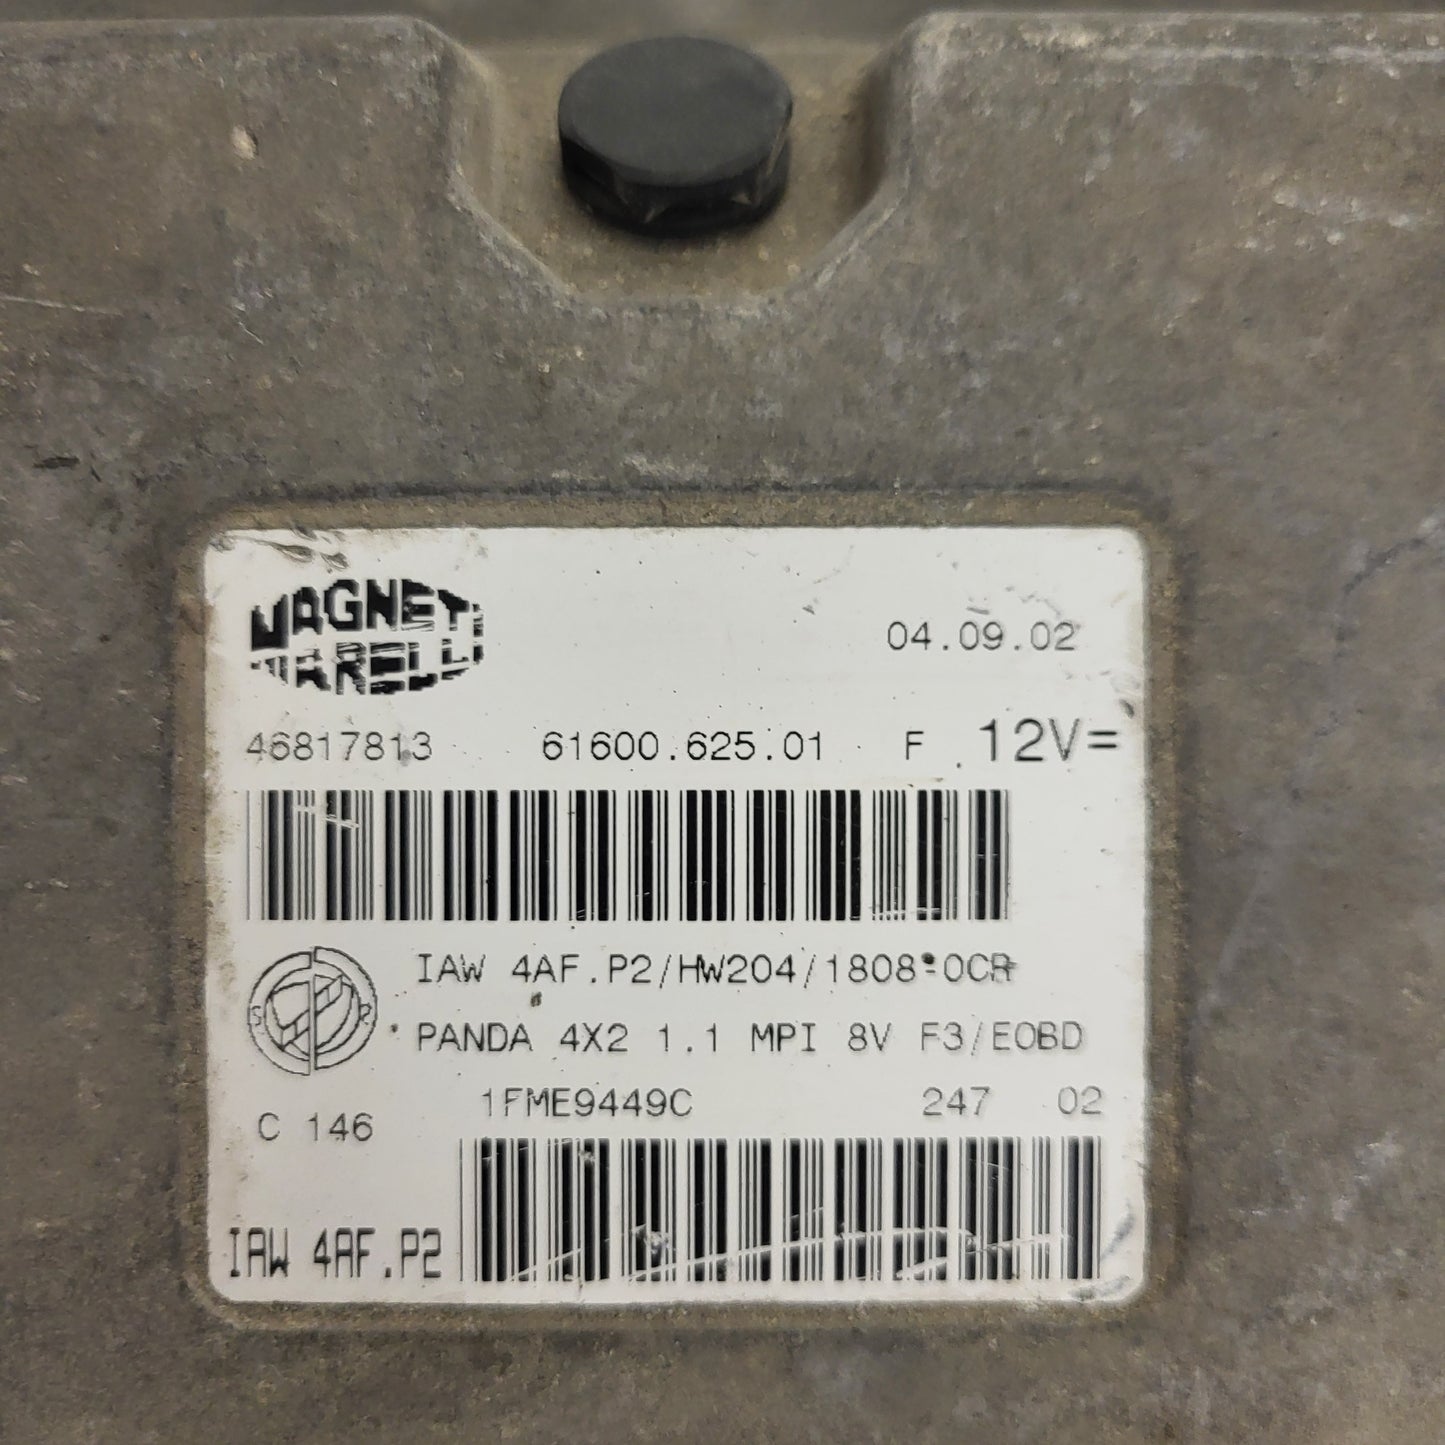 MAGNETI
MARELLI
04.09.02
46817813 61600.625.01 F 12V=
IAW 4AF.P2/HW204/1808-0CR
S R
PANDA 4X2 1.1 MPI 8V F3/EOBD
1FME9449C 247 02
C 146
IAW 4AF.P2